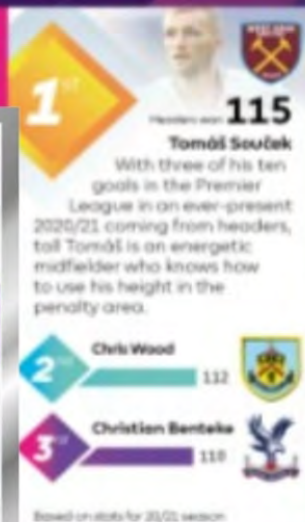 1st
Headers won 115
Tomáš Souček
With three of his ten
goals in the Premier
League in an ever-present
2020/21 coming from headers,
tall Tomáš is an energetic
midfielder who knows how
to use his height in the
penalty area.
2nd
Chris Wood
112
3rd
Christian Benteke
110
Based on stats for 20/21 season